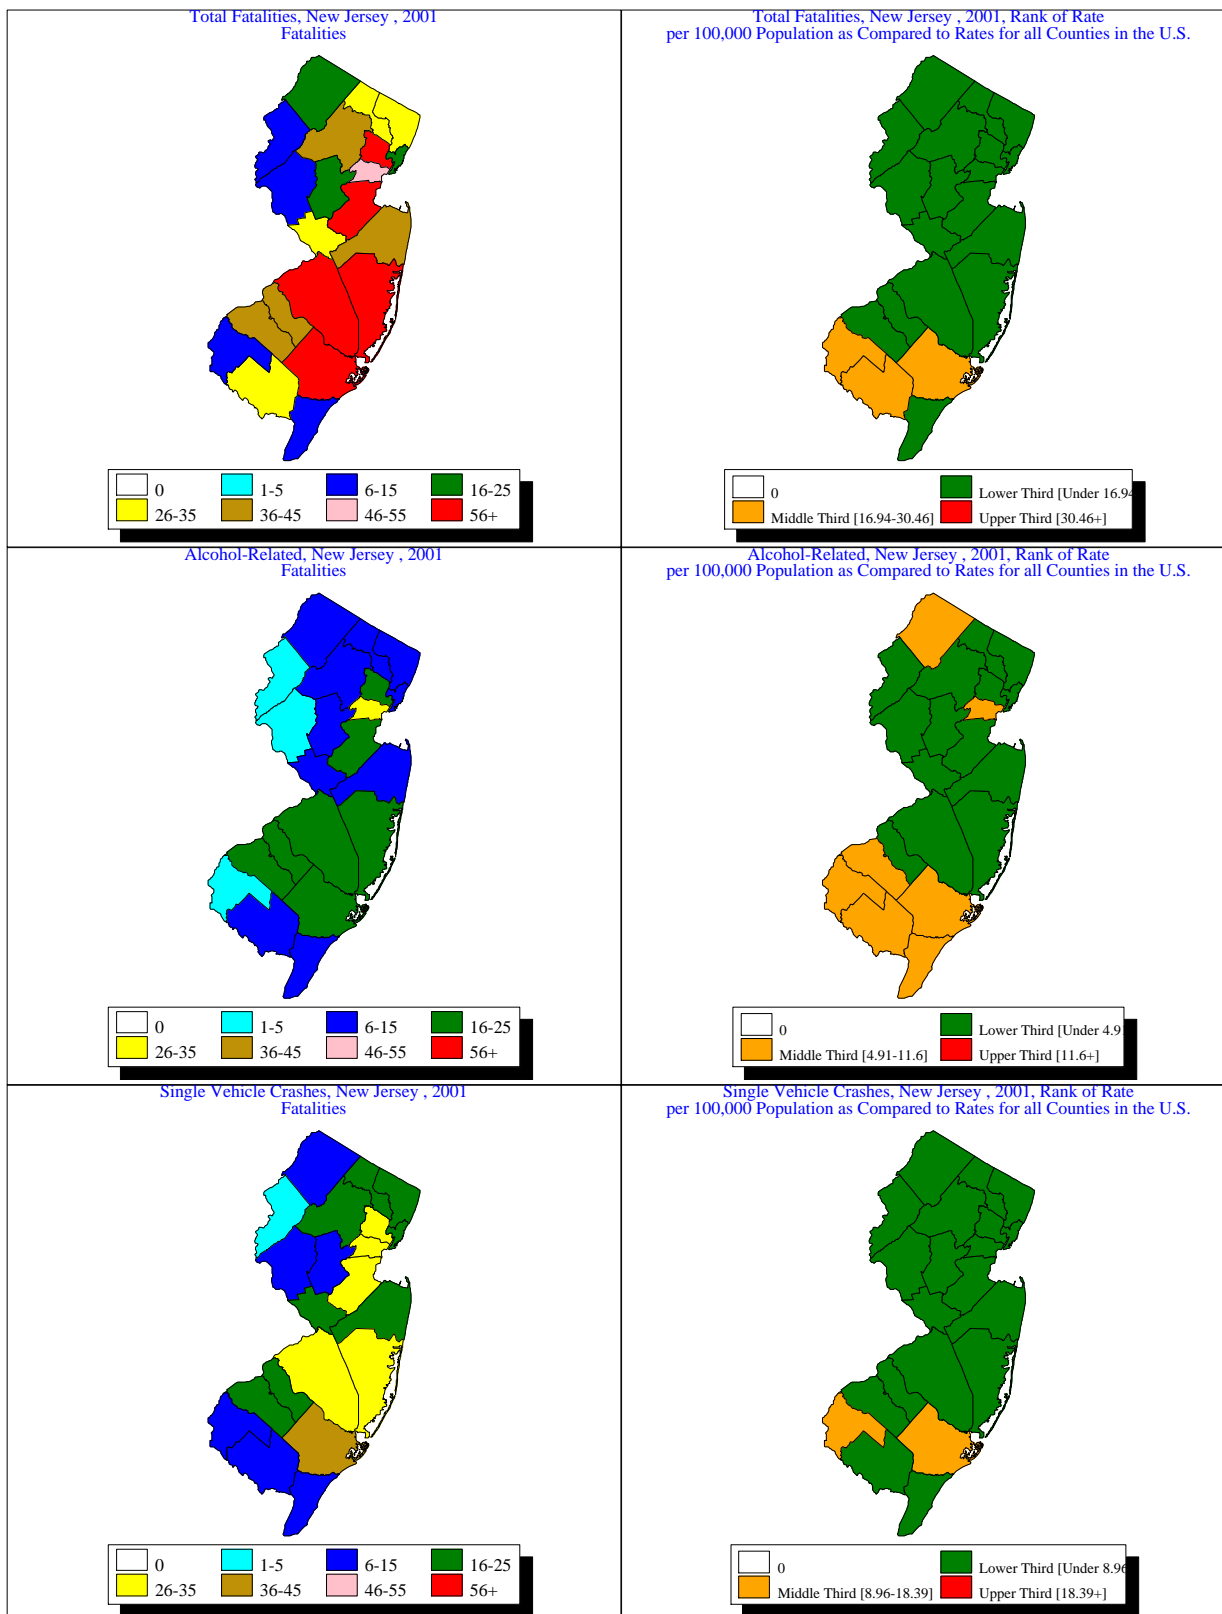 Total Fatalities, New Jersey , 2001
Fatalities
0
1-5
6-15
16-25
26-35
36-45
46-55
56+
Total Fatalities, New Jersey , 2001, Rank of Rate
per 100,000 Population as Compared to Rates for all Counties in the U.S.
0
Lower Third [Under 16.94
Middle Third [16.94-30.46]
Upper Third [30.46+]
Alcohol-Related, New Jersey , 2001
Fatalities
0
1-5
6-15
16-25
26-35
36-45
46-55
56+
Alcohol-Related, New Jersey , 2001, Rank of Rate
per 100,000 Population as Compared to Rates for all Counties in the U.S.
0
Lower Third [Under 4.91
Middle Third [4.91-11.6]
Upper Third [11.6+]
Single Vehicle Crashes, New Jersey , 2001
Fatalities
0
1-5
6-15
16-25
26-35
36-45
46-55
56+
Single Vehicle Crashes, New Jersey , 2001, Rank of Rate
per 100,000 Population as Compared to Rates for all Counties in the U.S.
0
Lower Third [Under 8.96
Middle Third [8.96-18.39]
Upper Third [18.39+]